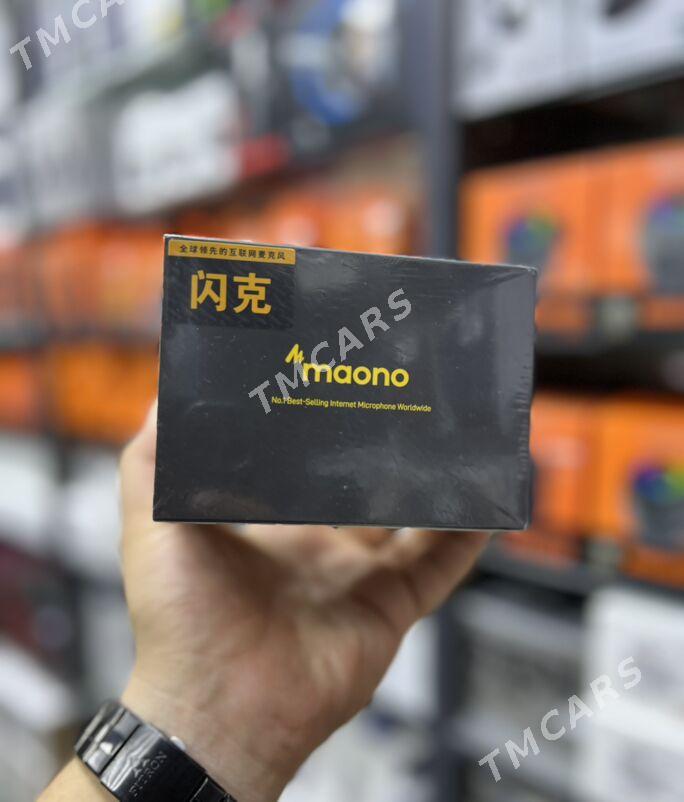 TMCARS
全球领先的互联网麦克风
闪克
TMCARS
maono
No.1 Best-Selling Internet Microphone Worldwide
TMCARS